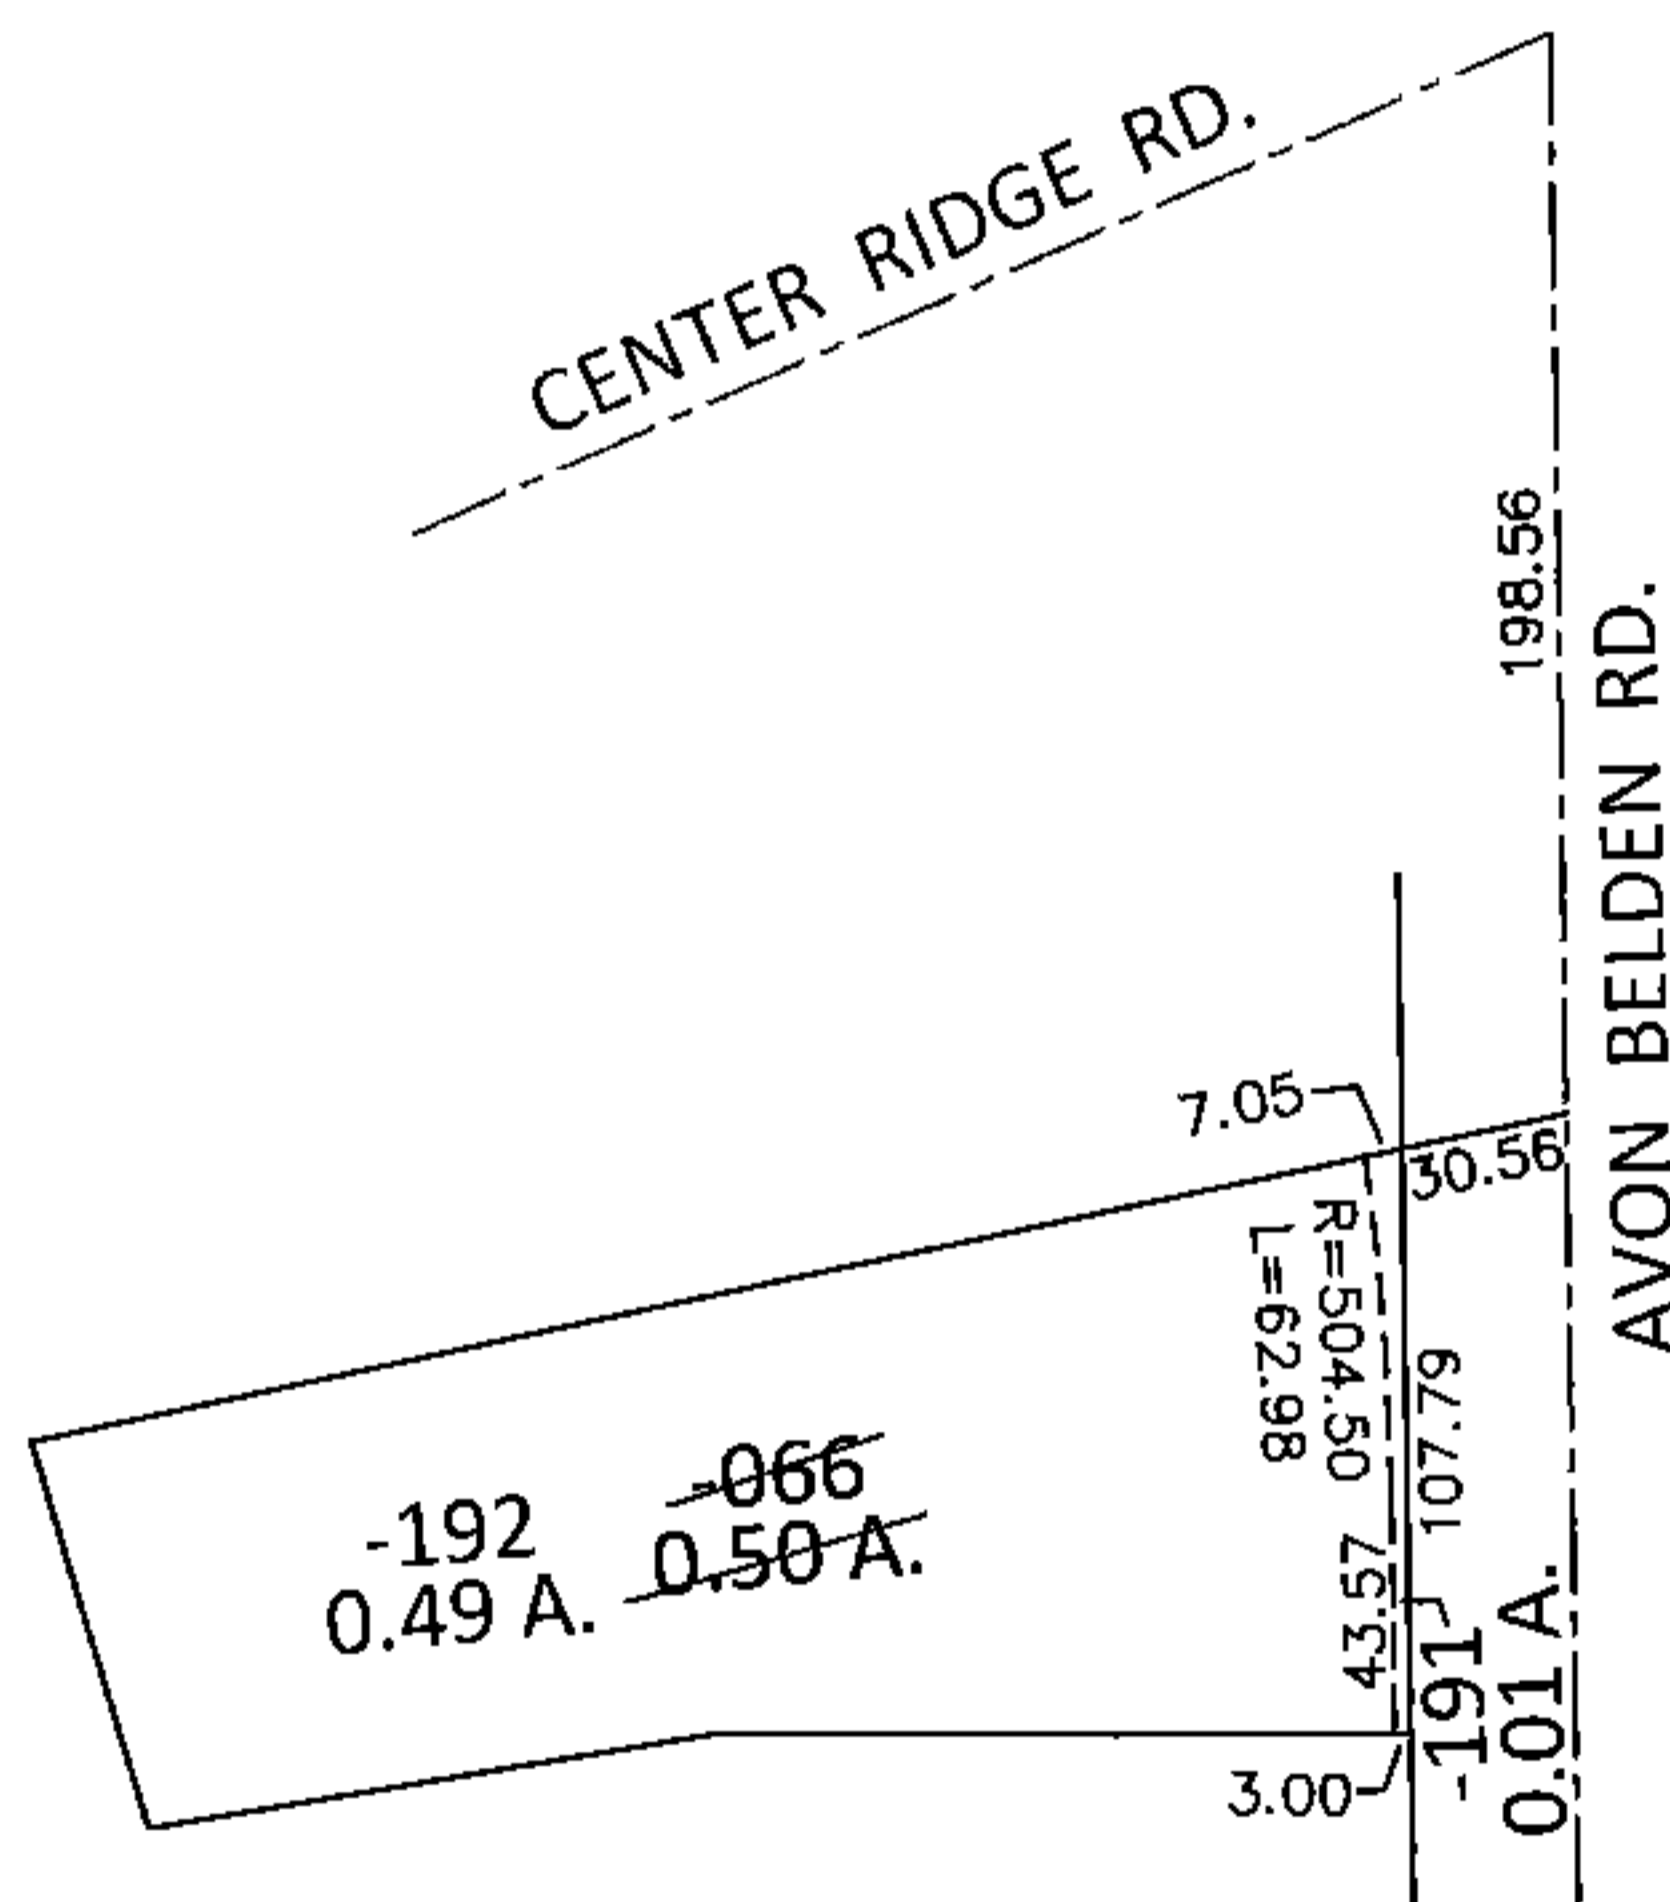 CENTER RIDGE RD.
198.56
AVON BELDEN RD.
7.05
30.56
R=504.50
L=62.98
107.79
43.57
-066
0.50 A.
-192
0.49 A.
-191
0.01 A.
3.00